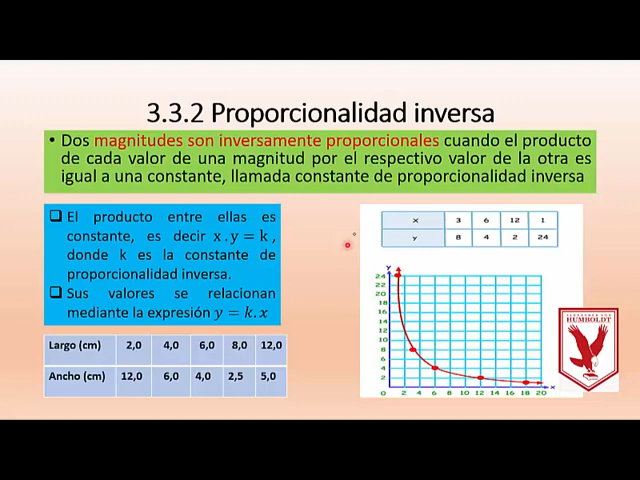 3.3.2 Proporcionalidad inversa
• Dos magnitudes son inversamente proporcionales cuando el producto
de cada valor de una magnitud por el respectivo valor de la otra es
igual a una constante, llamada constante de proporcionalidad inversa
❑ El producto entre ellas es
constante, es decir x . y = k ,
donde k es la constante de
proporcionalidad inversa.
❑ Sus valores se relacionan
mediante la expresión y = k. x
Largo (cm) 2,0 4,0 6,0 8,0 12,0
Ancho (cm) 12,0 6,0 4,0 2,5 5,0
X 3 6 12 1
y 8 4 2 24
y
24
22
20
18
16
14
12
10
8
6
4
2
0 2 4 6 8 10 12 14 16 18 20
x
HUMBOLDT